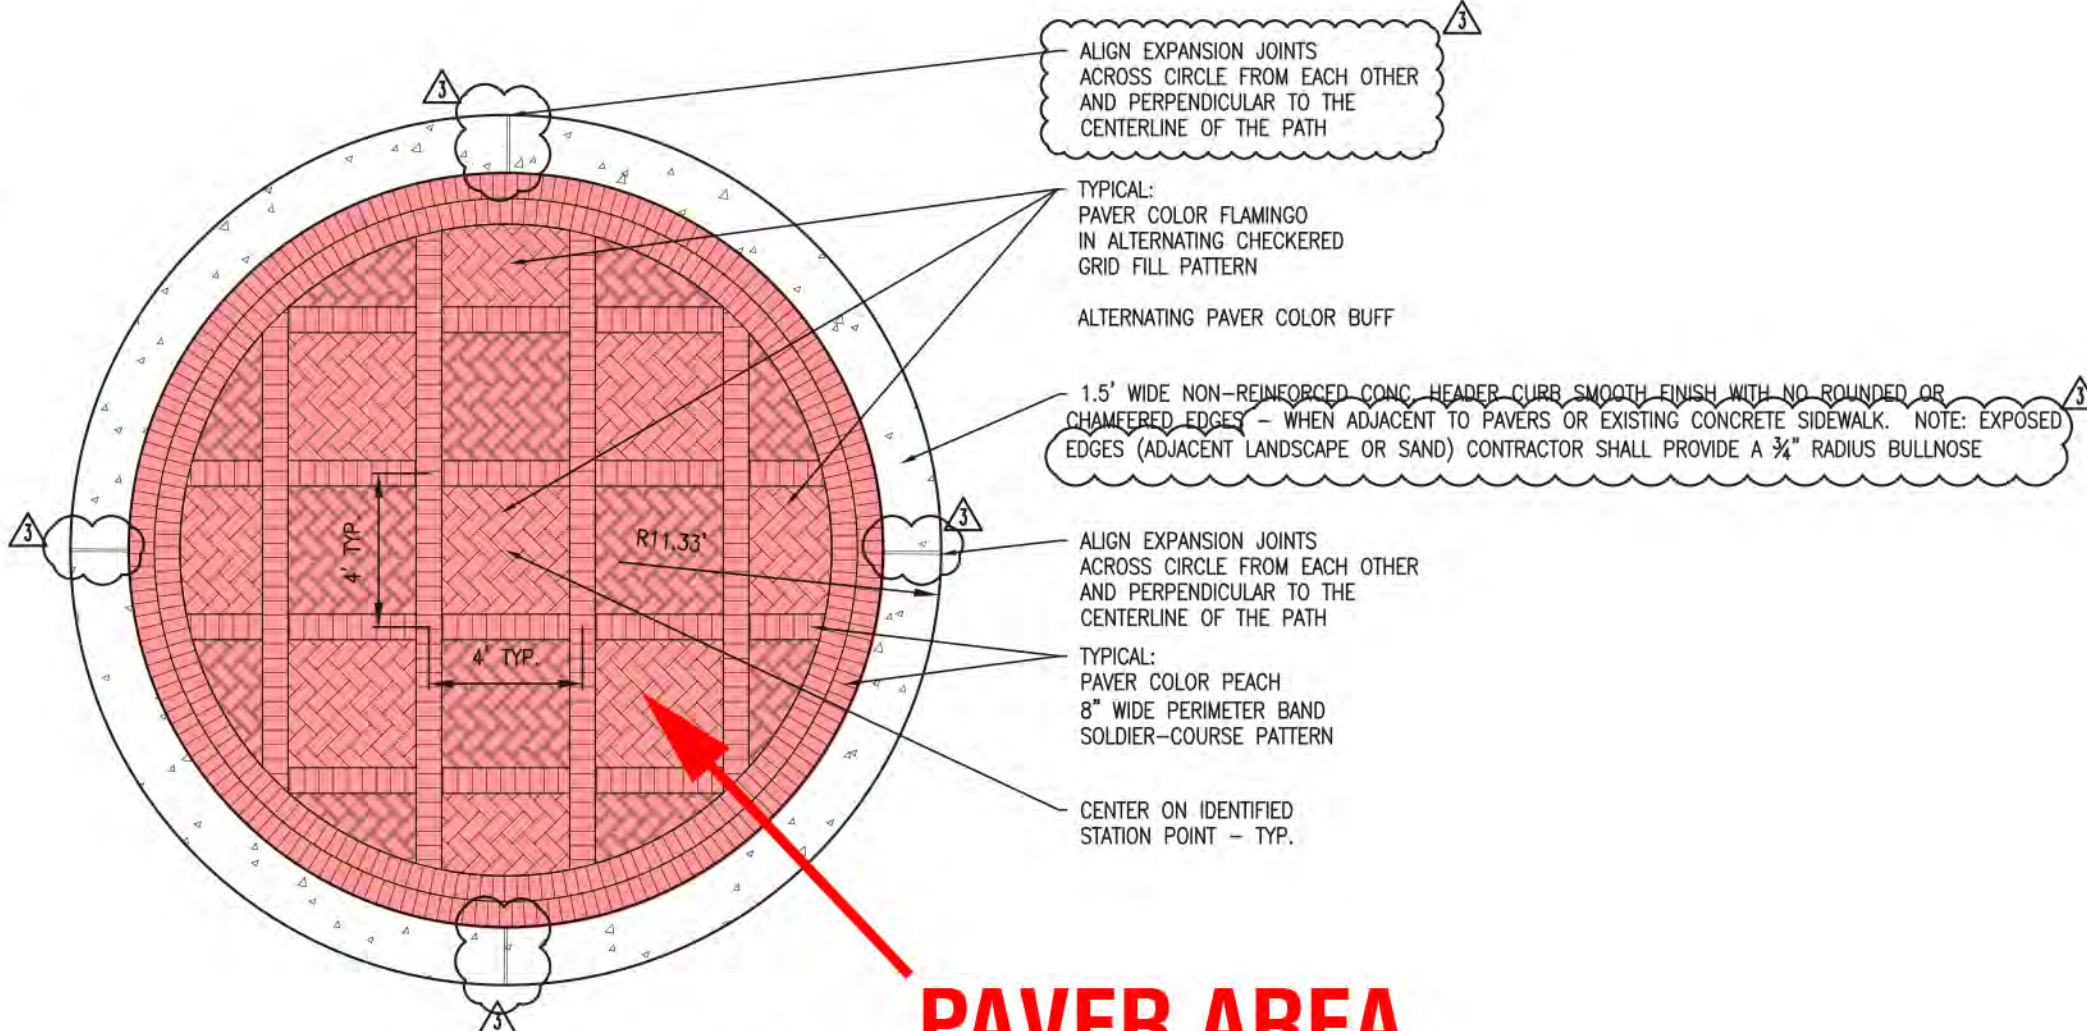 3
ALIGN EXPANSION JOINTS
ACROSS CIRCLE FROM EACH OTHER
AND PERPENDICULAR TO THE
CENTERLINE OF THE PATH
3
TYPICAL:
PAVER COLOR FLAMINGO
IN ALTERNATING CHECKERED
GRID FILL PATTERN
ALTERNATING PAVER COLOR BUFF
1.5' WIDE NON-REINFORCED CONC. HEADER CURB SMOOTH FINISH WITH NO ROUNDED OR
CHAMFERED EDGES - WHEN ADJACENT TO PAVERS OR EXISTING CONCRETE SIDEWALK. NOTE: EXPOSED
EDGES (ADJACENT LANDSCAPE OR SAND) CONTRACTOR SHALL PROVIDE A ¾" RADIUS BULLNOSE
3
3
3
4' TYP.
R11.33'
ALIGN EXPANSION JOINTS
ACROSS CIRCLE FROM EACH OTHER
AND PERPENDICULAR TO THE
CENTERLINE OF THE PATH
4' TYP.
TYPICAL:
PAVER COLOR PEACH
8" WIDE PERIMETER BAND
SOLDIER-COURSE PATTERN
CENTER ON IDENTIFIED
STATION POINT - TYP.
PAVER AREA
3